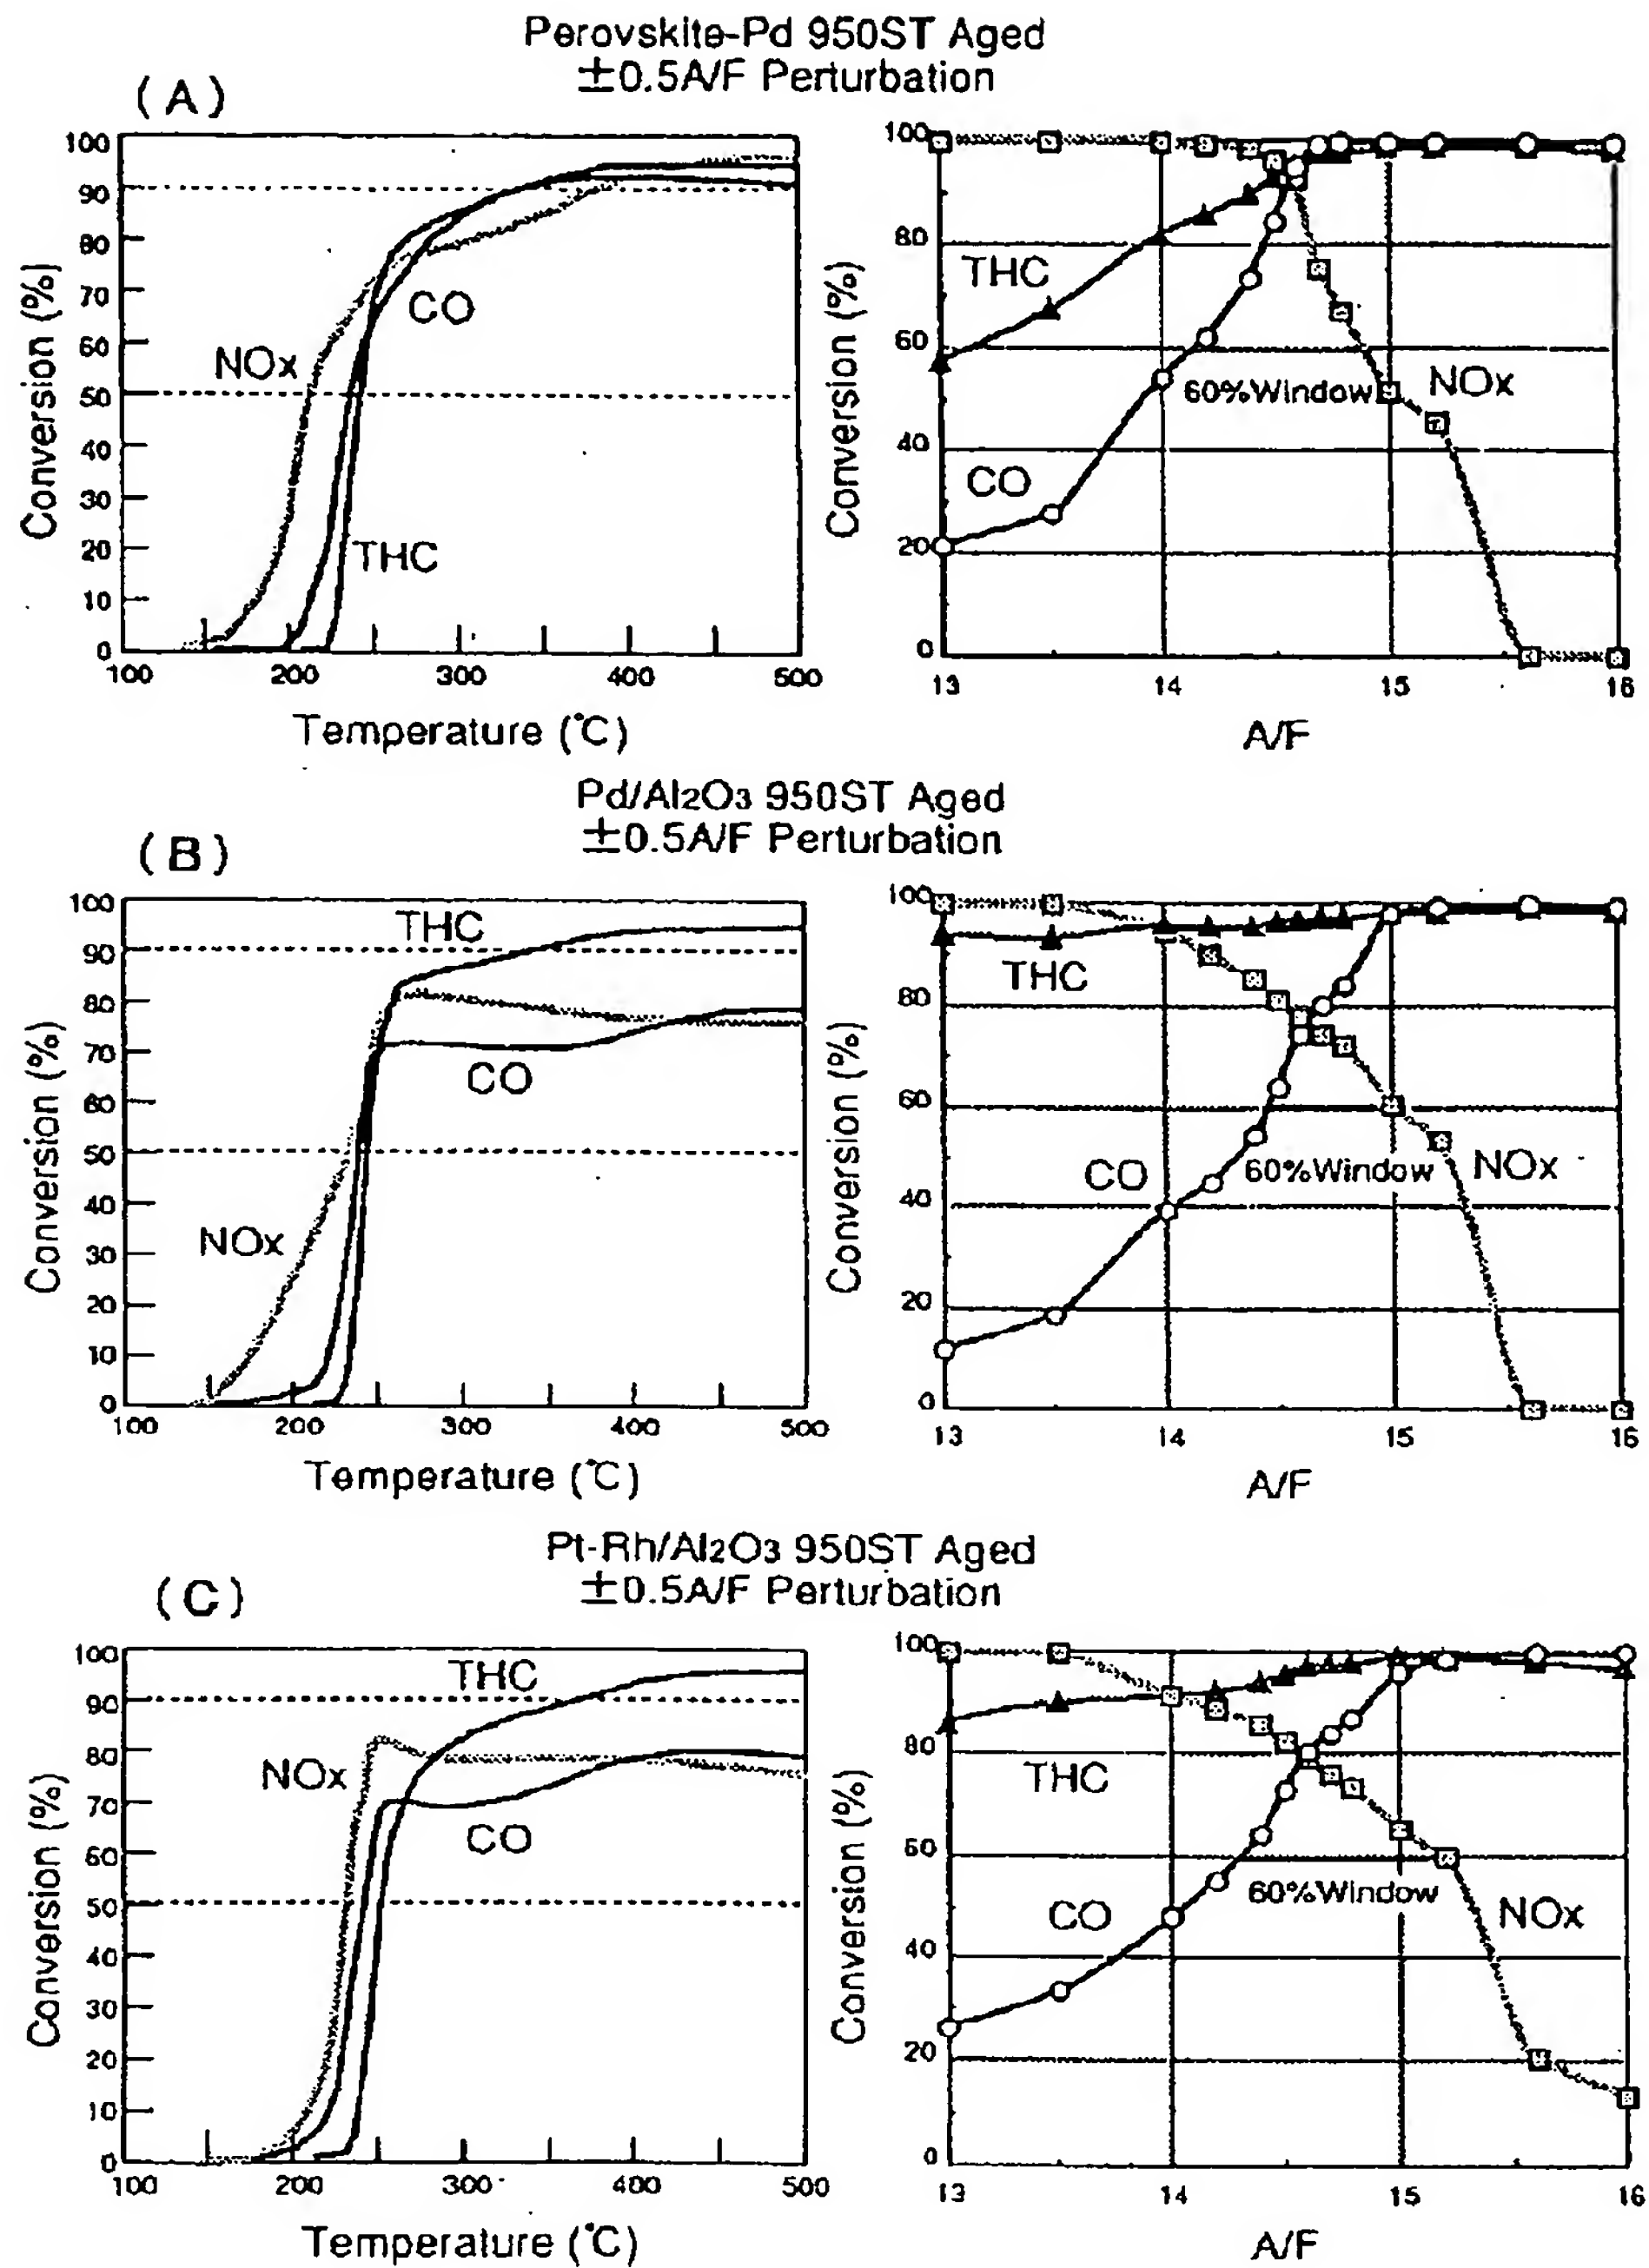 Perovskite-Pd 950ST Aged
±0.5A/F Perturbation
(A)
100
90
80
70
60
50
40
30
20
10
0
Conversion (%)
NOx
CO
THC
100 200 300 400 500
Temperature (℃)
100
80
60
40
20
0
Conversion (%)
THC
60%Window
NOx
CO
13 14 15 16
A/F
Pd/Al2O3 950ST Aged
±0.5A/F Perturbation
(B)
100
90
80
70
60
50
40
30
20
10
0
Conversion (%)
THC
CO
NOx
100 200 300 400 500
Temperature (℃)
100
80
60
40
20
0
Conversion (%)
THC
CO
60%Window
NOx
13 14 15 16
A/F
Pt-Rh/Al2O3 950ST Aged
±0.5A/F Perturbation
(C)
100
90
80
70
60
50
40
30
20
10
0
Conversion (%)
THC
NOx
CO
100 200 300 400 500
Temperature (℃)
100
80
60
40
20
0
Conversion (%)
THC
60%Window
CO
NOx
13 14 15 16
A/F